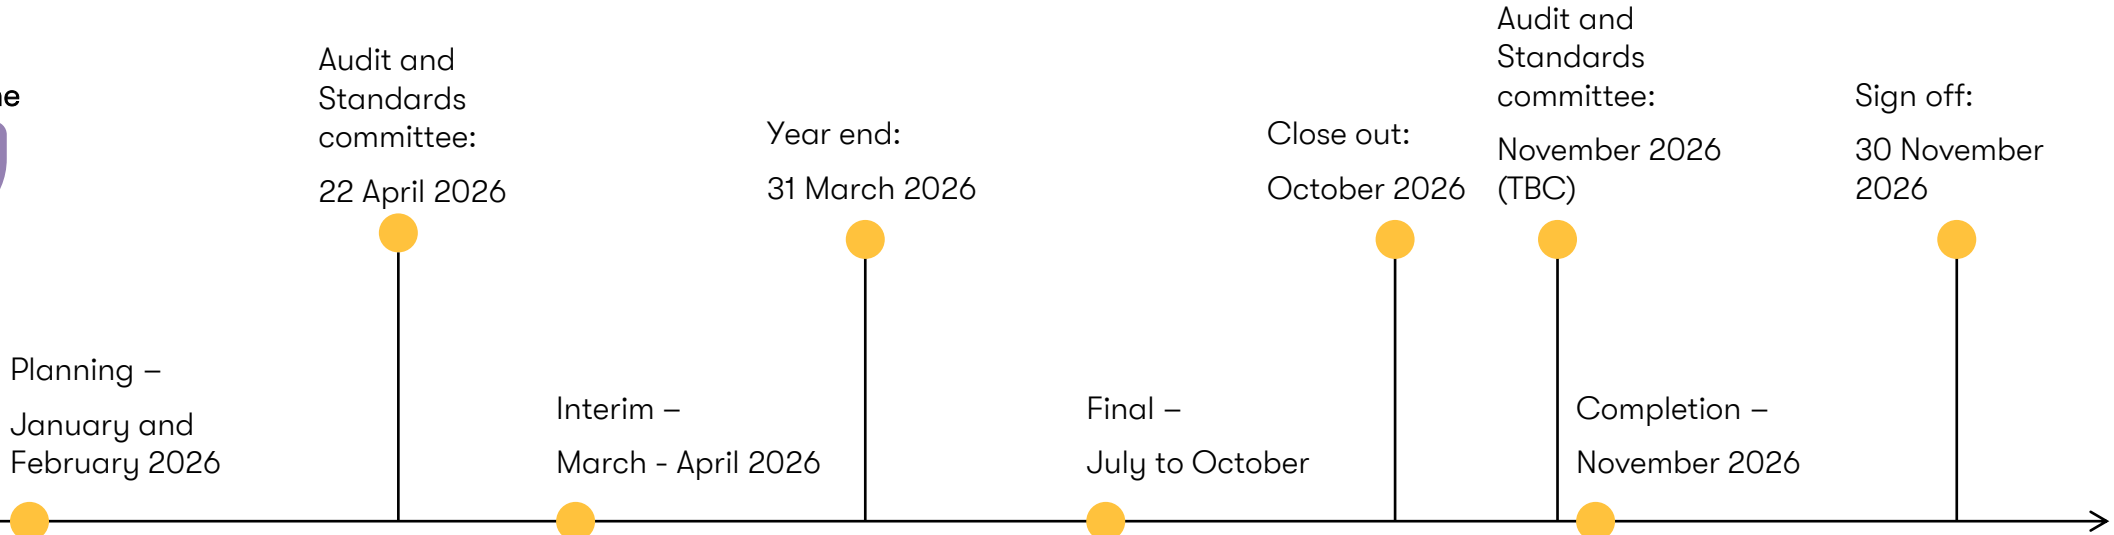 Audit and
Standards
committee:
22 April 2026
Year end:
31 March 2026
Close out:
October 2026
Audit and
Standards
committee:
November 2026
(TBC)
Sign off:
30 November
2026
Planning –
January and
February 2026
Interim –
March - April 2026
Final –
July to October
Completion –
November 2026